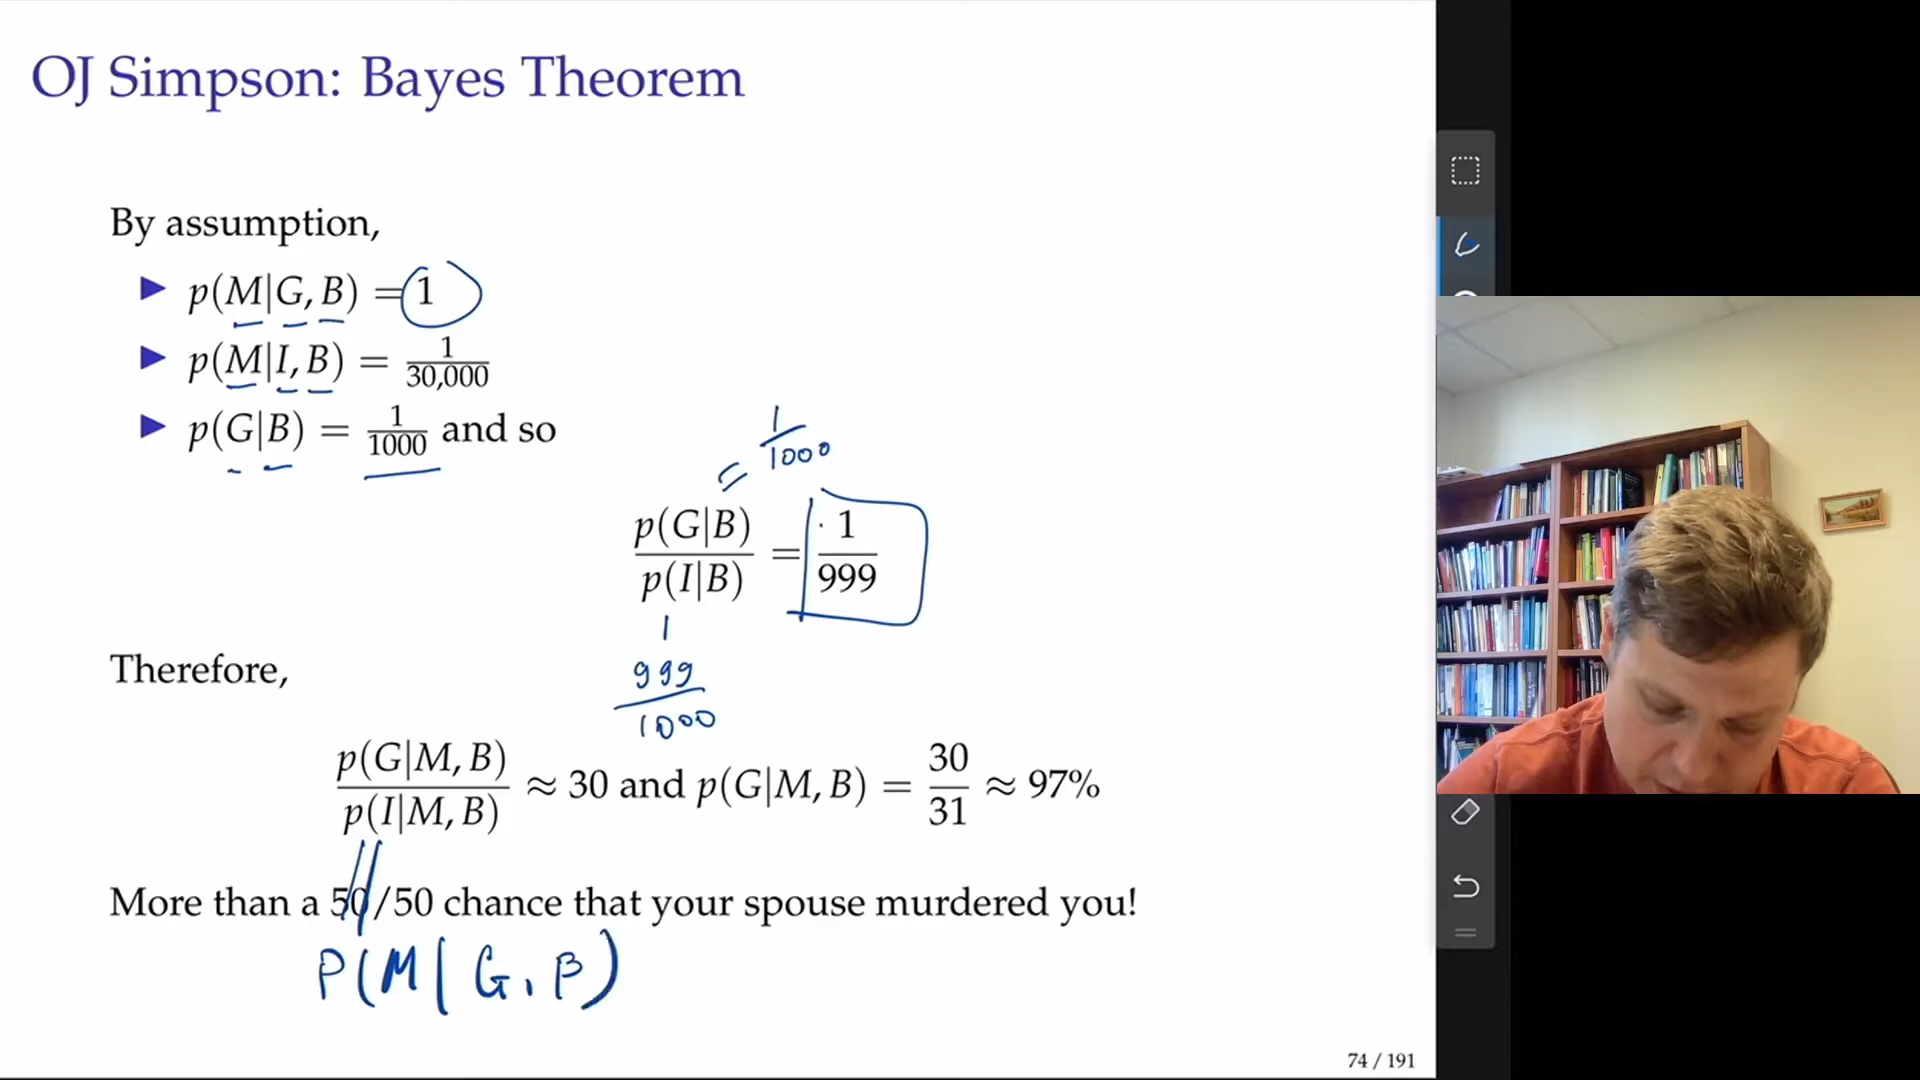 OJ Simpson: Bayes Theorem
By assumption,
▶ p(M|G, B) = 1
▶ p(M|I, B) = 1/30,000
▶ p(G|B) = 1/1000 and so
= 1/1000
p(G|B)/p(I|B) = 1/999
999/1000
Therefore,
p(G|M, B)/p(I|M, B) ≈ 30 and p(G|M, B) = 30/31 ≈ 97%
More than a 50/50 chance that your spouse murdered you!
P(M | G, B)
74 / 191